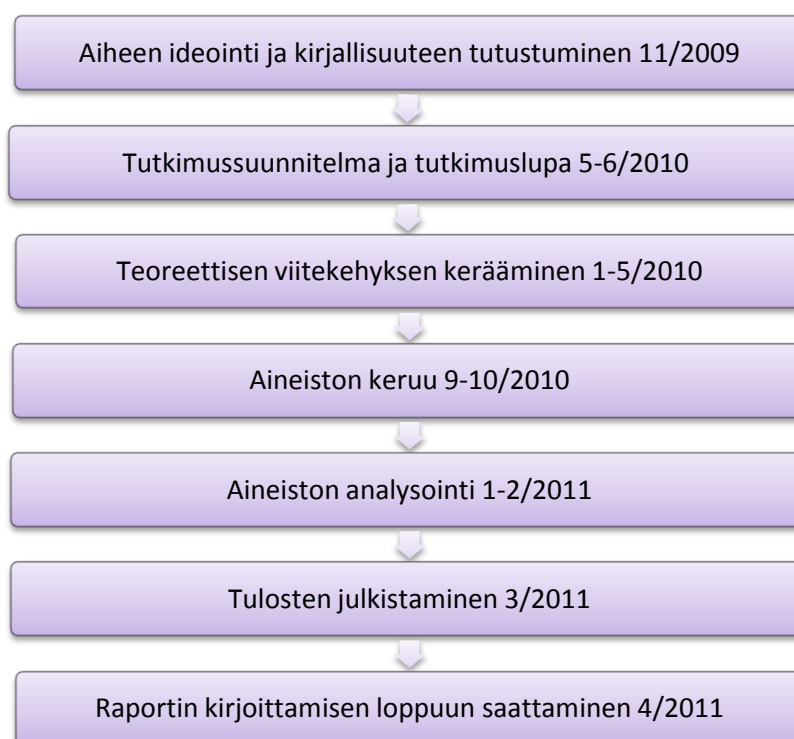 Aiheen ideointi ja kirjallisuuteen tutustuminen 11/2009
Tutkimussuunnitelma ja tutkimuslupa 5-6/2010
Teoreettisen viitekehyksen kerääminen 1-5/2010
Aineiston keruu 9-10/2010
Aineiston analysointi 1-2/2011
Tulosten julkistaminen 3/2011
Raportin kirjoittamisen loppuun saattaminen 4/2011